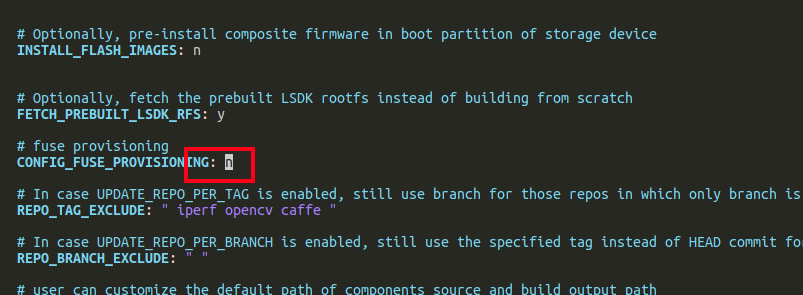 # Optionally, pre-install composite firmware in boot partition of storage device
INSTALL_FLASH_IMAGES: n
# Optionally, fetch the prebuilt LSDK rootfs instead of building from scratch
FETCH_PREBUILT_LSDK_RFS: y
# fuse provisioning
CONFIG_FUSE_PROVISIONING: n
# In case UPDATE_REPO_PER_TAG is enabled, still use branch for those repos in which only branch is
REPO_TAG_EXCLUDE: " iperf opencv caffe "
# In case UPDATE_REPO_PER_BRANCH is enabled, still use the specified tag instead of HEAD commit for
REPO_BRANCH_EXCLUDE: " "
# user can customize the default path of components source and build output path